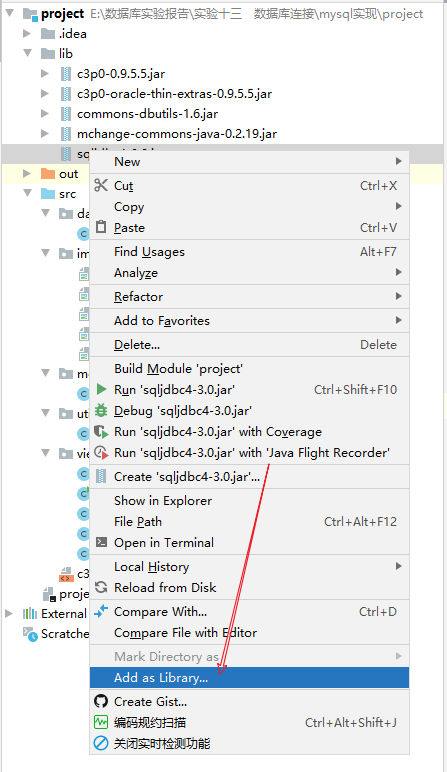 project E:\数据库实验报告\实验十三 数据库连接\mysql实现\project
.idea
lib
c3p0-0.9.5.5.jar
c3p0-oracle-thin-extras-0.9.5.5.jar
commons-dbutils-1.6.jar
mchange-commons-java-0.2.19.jar
New
out
Cut Ctrl+X
src
Copy
da
Paste Ctrl+V
Find Usages Alt+F7
im
Analyze
Refactor
Add to Favorites
Delete... Delete
Build Module 'project'
mo
Run 'sqljdbc4-3.0.jar' Ctrl+Shift+F10
Debug 'sqljdbc4-3.0.jar'
uti
Run 'sqljdbc4-3.0.jar' with Coverage
Run 'sqljdbc4-3.0.jar' with 'Java Flight Recorder'
vie
Create 'sqljdbc4-3.0.jar'...
Show in Explorer
File Path Ctrl+Alt+F12
Open in Terminal
Local History
c3
Reload from Disk
proje
Compare With... Ctrl+D
External
Compare File with Editor
Scratche
Mark Directory as
Add as Library...
Create Gist...
编码规约扫描 Ctrl+Alt+Shift+J
关闭实时检测功能